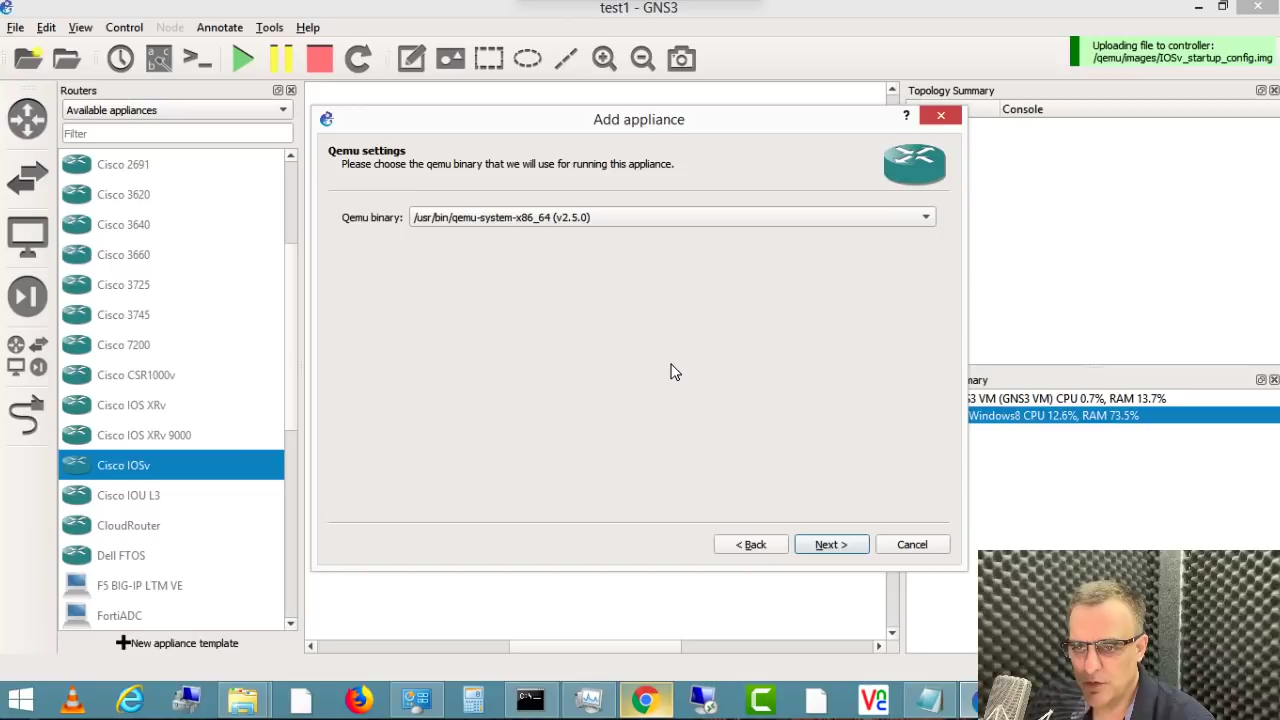 test1 - GNS3
File Edit View Control Node Annotate Tools Help
Uploading file to controller:
/qemu/images/IOSv_startup_config.img
Routers
Available appliances
Filter
Cisco 2691
Cisco 3620
Cisco 3640
Cisco 3660
Cisco 3725
Cisco 3745
Cisco 7200
Cisco CSR1000v
Cisco IOS XRv
Cisco IOS XRv 9000
Cisco IOSv
Cisco IOU L3
CloudRouter
Dell FTOS
F5 BIG-IP LTM VE
FortiADC
New appliance template
Add appliance
?
Qemu settings
Please choose the qemu binary that we will use for running this appliance.
Qemu binary: /usr/bin/qemu-system-x86_64 (v2.5.0)
< Back Next > Cancel
Topology Summary
Console
mary
S3 VM (GNS3 VM) CPU 0.7%, RAM 13.7%
Windows8 CPU 12.6%, RAM 73.5%